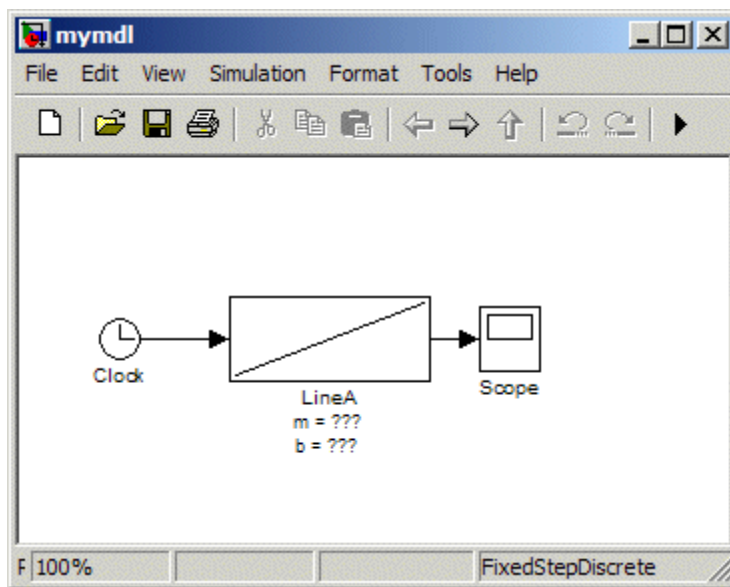 mymdl
File Edit View Simulation Format Tools Help
Clock
LineA
m = ???
b = ???
Scope
F 100% FixedStepDiscrete